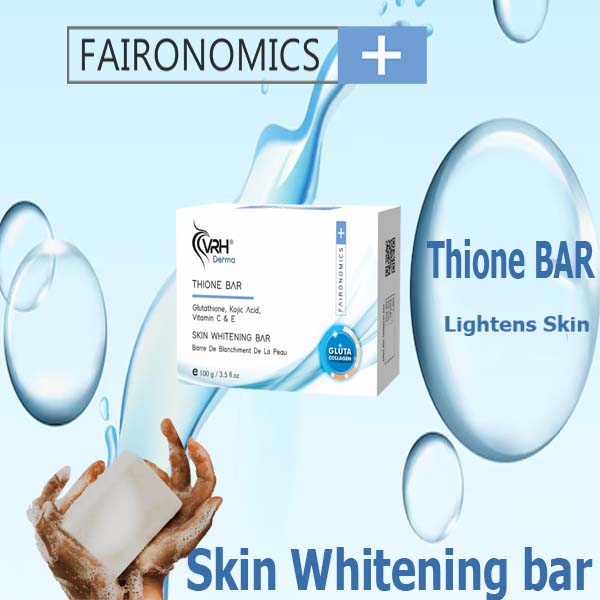 FAIRONOMICS +
VRH®
Derma
THIONE BAR
Glutathione, Kojic Acid,
Vitamin C & E
SKIN WHITENING BAR
Barre De Blanchiment De La Peau
e 100 g / 3.5 fl.oz
+
GLUTA
COLLAGEN
FAIRONOMICS +
Thione BAR
Lightens Skin
Skin Whitening bar